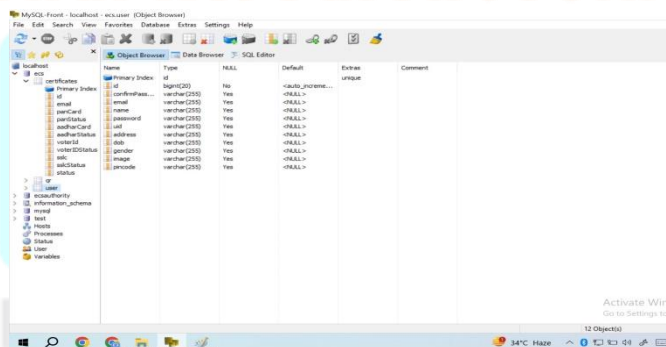 MySQL-Front - localhost - ecs.user (Object Browser)
File Edit Search View Favorites Database Extras Settings Help
Object Browser Data Browser SQL Editor
localhost
ecs
certificates
Primary Index
id
email
panCard
panStatus
aadharCard
aadharStatus
voterId
voterIDStatus
sslc
sslcStatus
status
or
user
ecsauthority
information_schema
mysql
test
Hosts
Processes
Status
User
Variables
Name Type NULL Default Extras Comment
Primary Index id unique
id bigint(20) No <auto_increme...
confirmPass... varchar(255) Yes <NULL>
email varchar(255) Yes <NULL>
name varchar(255) Yes <NULL>
password varchar(255) Yes <NULL>
uid varchar(255) Yes <NULL>
address varchar(255) Yes <NULL>
dob varchar(255) Yes <NULL>
gender varchar(255) Yes <NULL>
image varchar(255) Yes <NULL>
pincode varchar(255) Yes <NULL>
Activate Win
Go to Settings to
12 Object(s)
34°C Haze